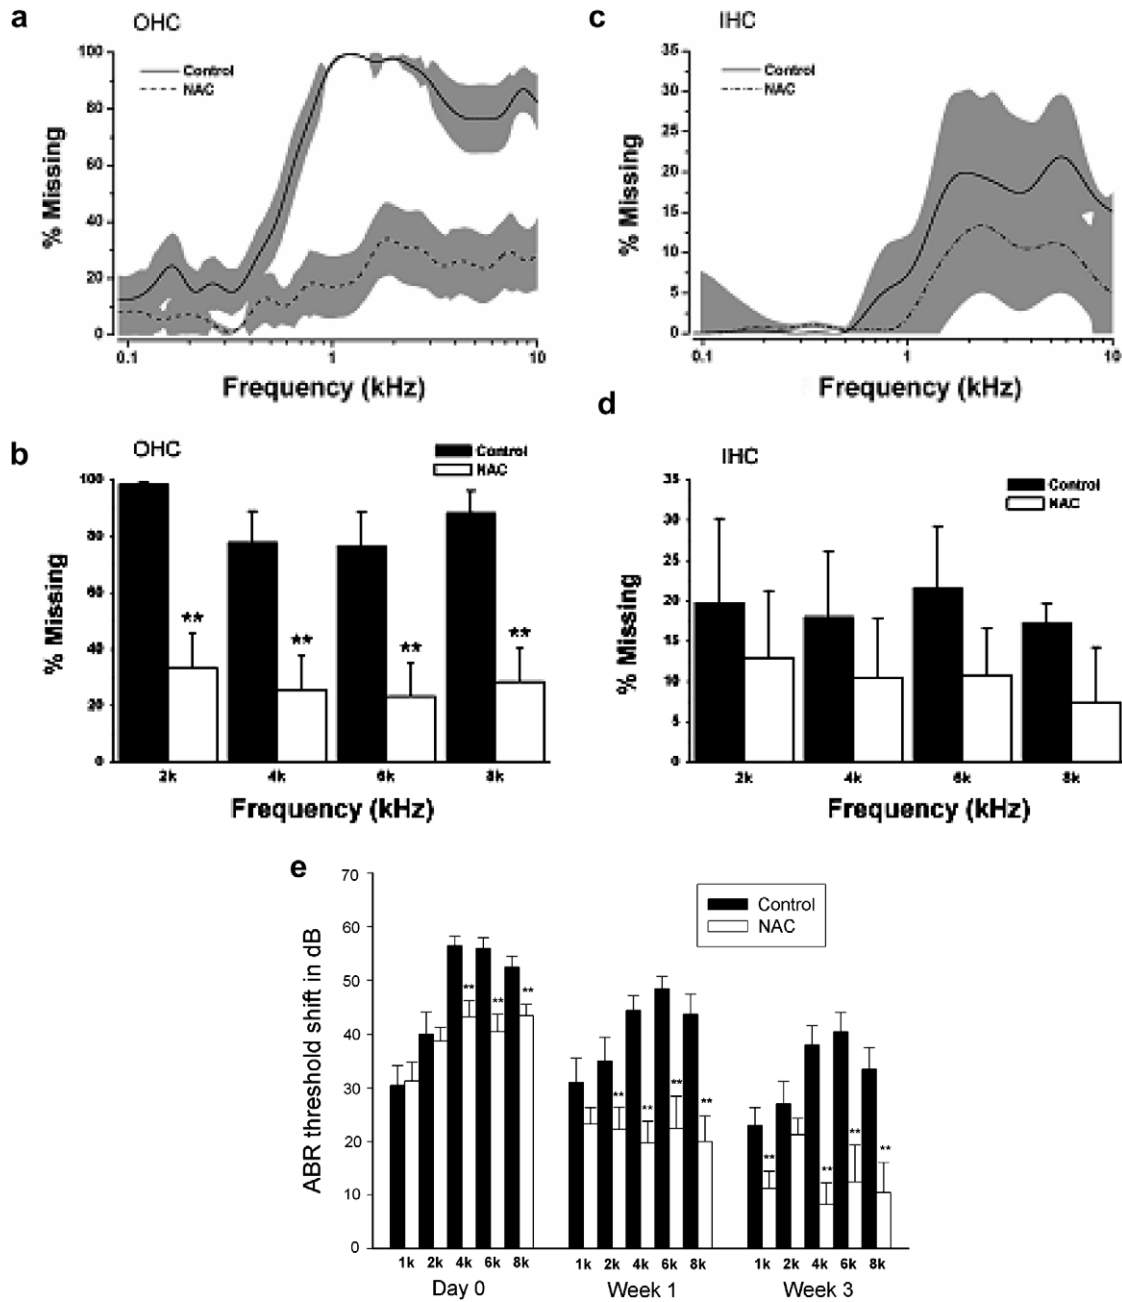 a
OHC
100
80
60
40
20
0
% Missing
Control
NAC
0.1
1
10
Frequency (kHz)
c
IHC
35
30
25
20
15
10
5
0
% Missing
Control
NAC
0.1
1
10
Frequency (kHz)
b
OHC
Control
NAC
100
80
60
40
20
0
% Missing
**
**
**
**
2k
4k
6k
8k
Frequency (kHz)
d
IHC
Control
NAC
35
30
25
20
15
10
5
0
% Missing
2k
4k
6k
8k
Frequency (kHz)
e
70
60
50
40
30
20
10
0
ABR threshold shift in dB
Control
NAC
** ** **
** ** ** **
** ** ** **
1k 2k 4k 6k 8k
1k 2k 4k 6k 8k
1k 2k 4k 6k 8k
Day 0
Week 1
Week 3